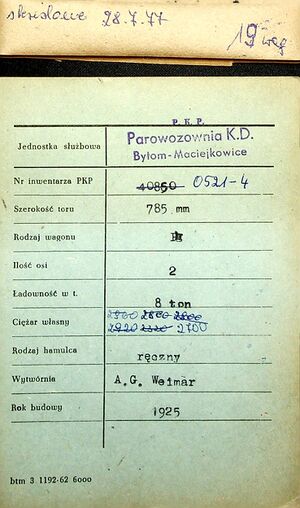 skreślone 28.7.77
19 wag
P. K. P.
Jednostka służbowa Parowozownia K.D.
Bytom-Maciejkowice
Nr inwentarza PKP 40850 0521-4
Szerokość toru 785 mm
Rodzaj wagonu
Ilość osi 2
Ładowność w t. 8 ton
Ciężar własny 2700
Rodzaj hamulca ręczny
Wytwórnia A.G. Weimar
Rok budowy 1925
btm 3 1192-62 6000